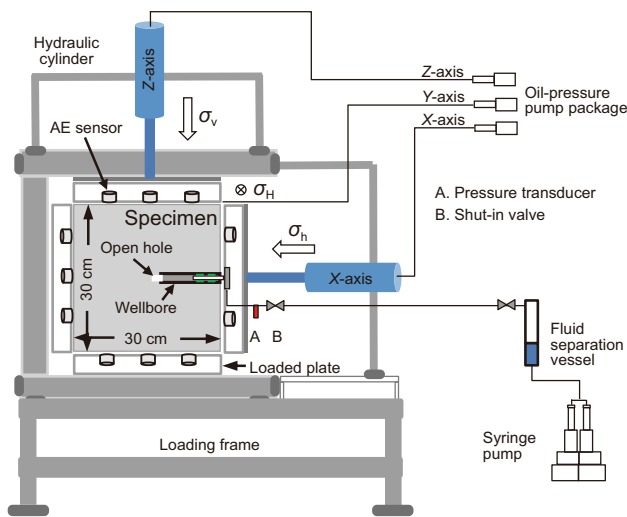 Hydraulic
cylinder
Z-axis
Z-axis
Y-axis
X-axis
Oil-pressure
pump package
σv
AE sensor
σH
A. Pressure transducer
B. Shut-in valve
Specimen
σh
Open hole
30 cm
X-axis
Wellbore
30 cm
A B
Fluid
separation
vessel
Loaded plate
Loading frame
Syringe
pump